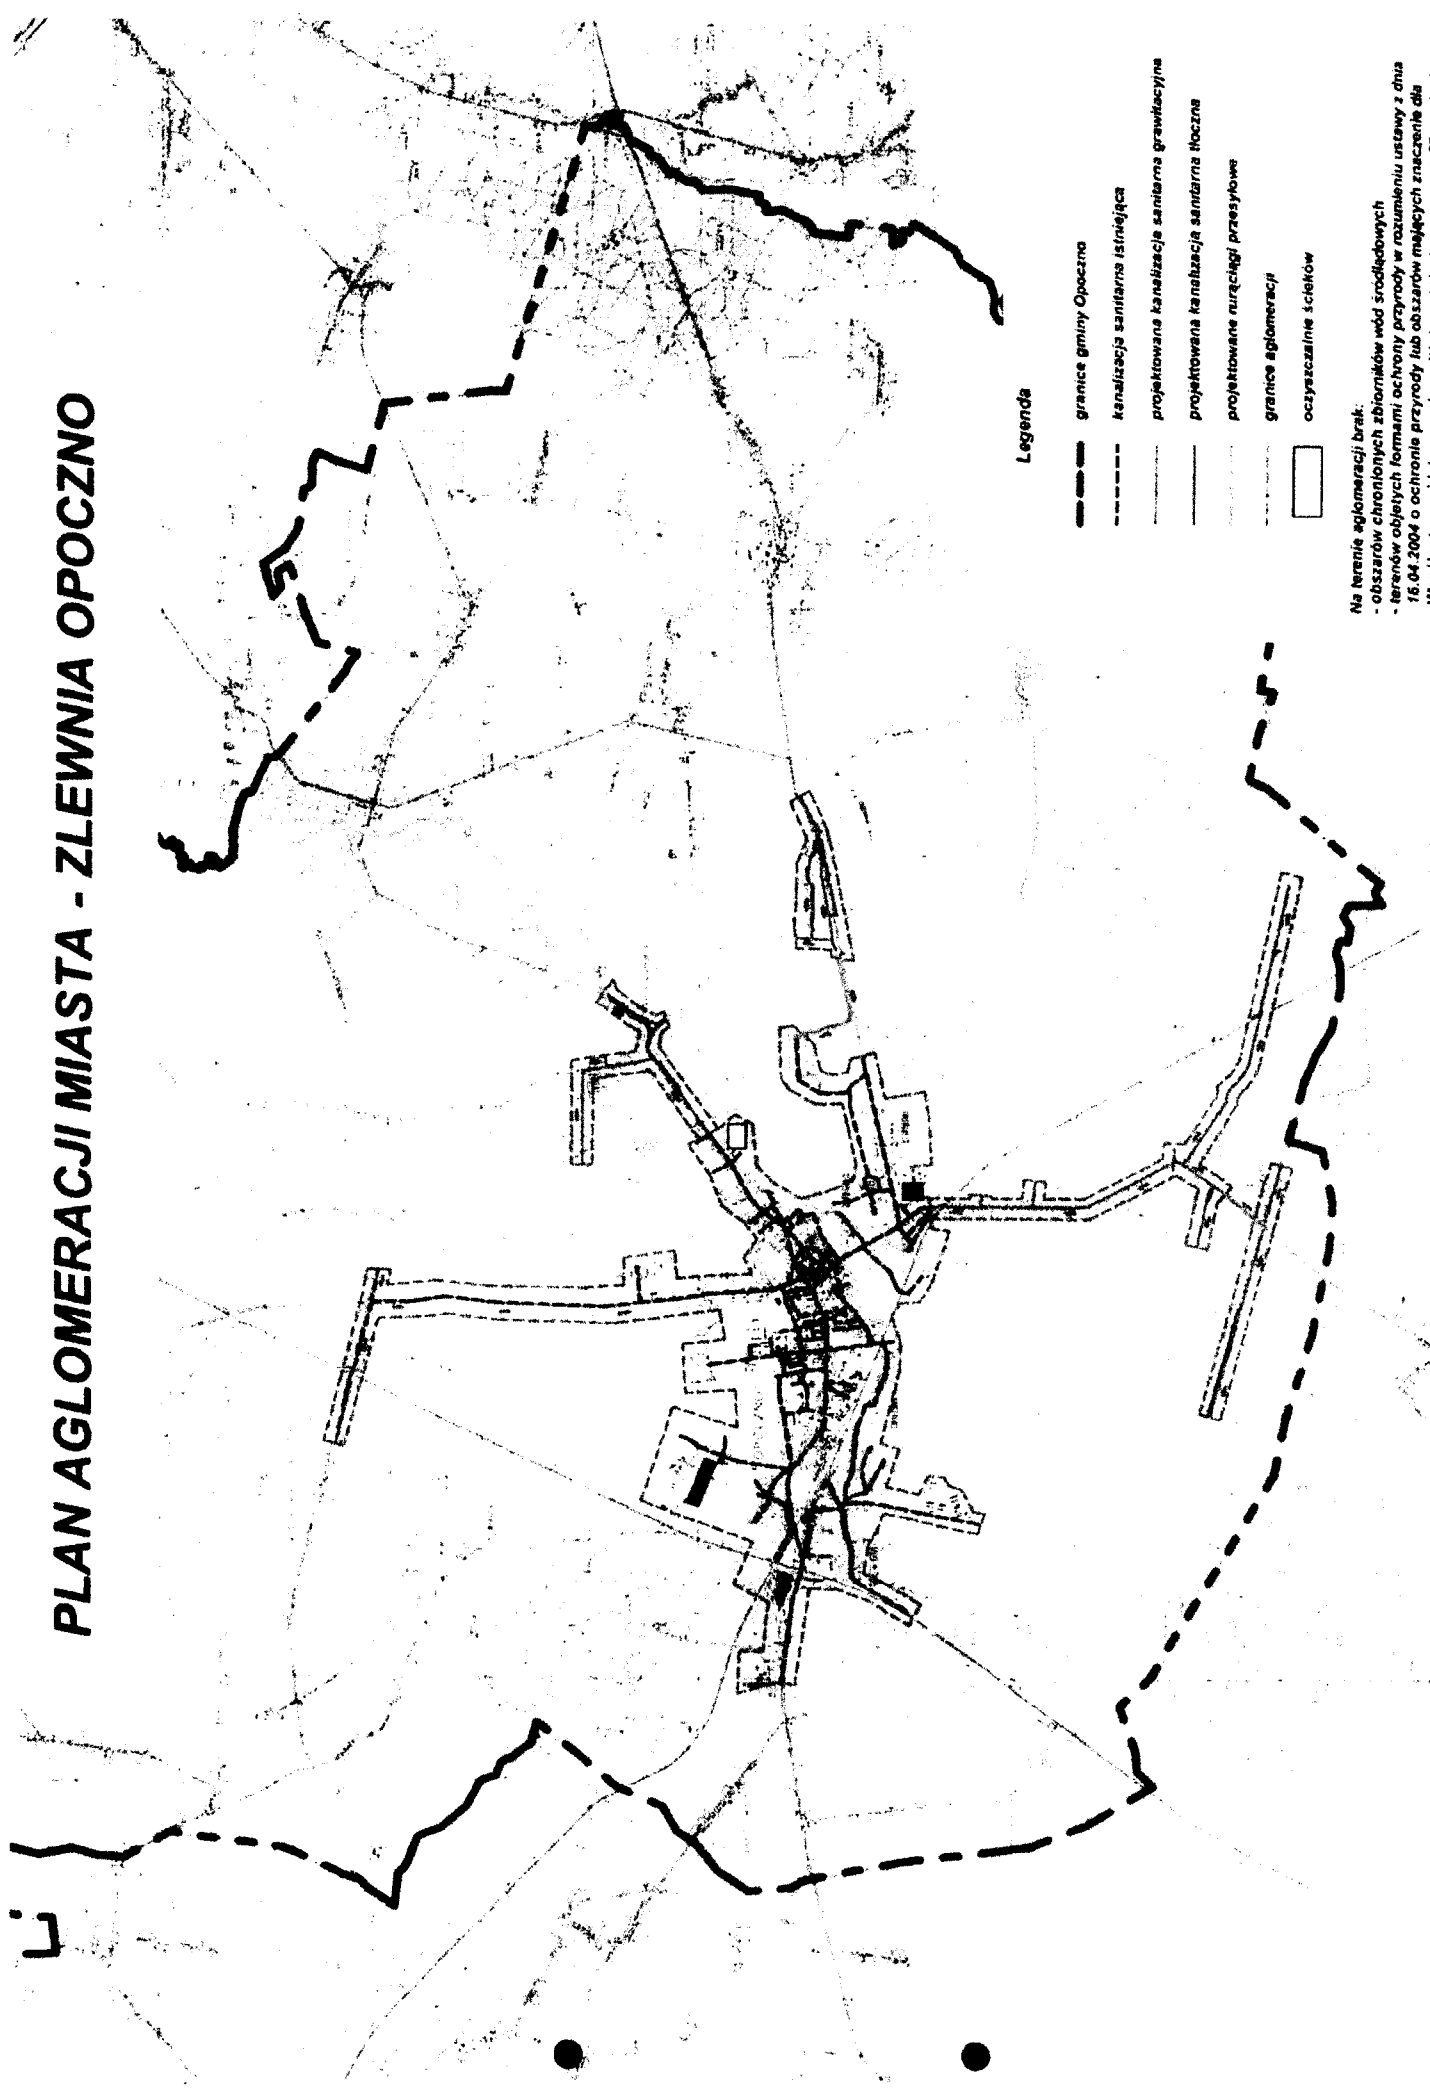 PLAN AGLOMERACJI MIASTA - ZLEWNIA OPOCZNO
Legenda
granice gminy Opoczno
kanalizacja sanitarna istniejąca
projektowana kanalizacja sanitarna grawitacyjna
projektowana kanalizacja sanitarna tłoczna
projektowane rurąciągi przesyłowe
granice aglomeracji
oczyszczalnie ścieków
Na terenie aglomeracji brak:
- obszarów chronionych zbiorników wód śródlądowych
- terenów objętych formami ochrony przyrody w rozumieniu ustawy z dnia
16.04.2004 o ochronie przyrody lub obszarów mających znaczenie dla